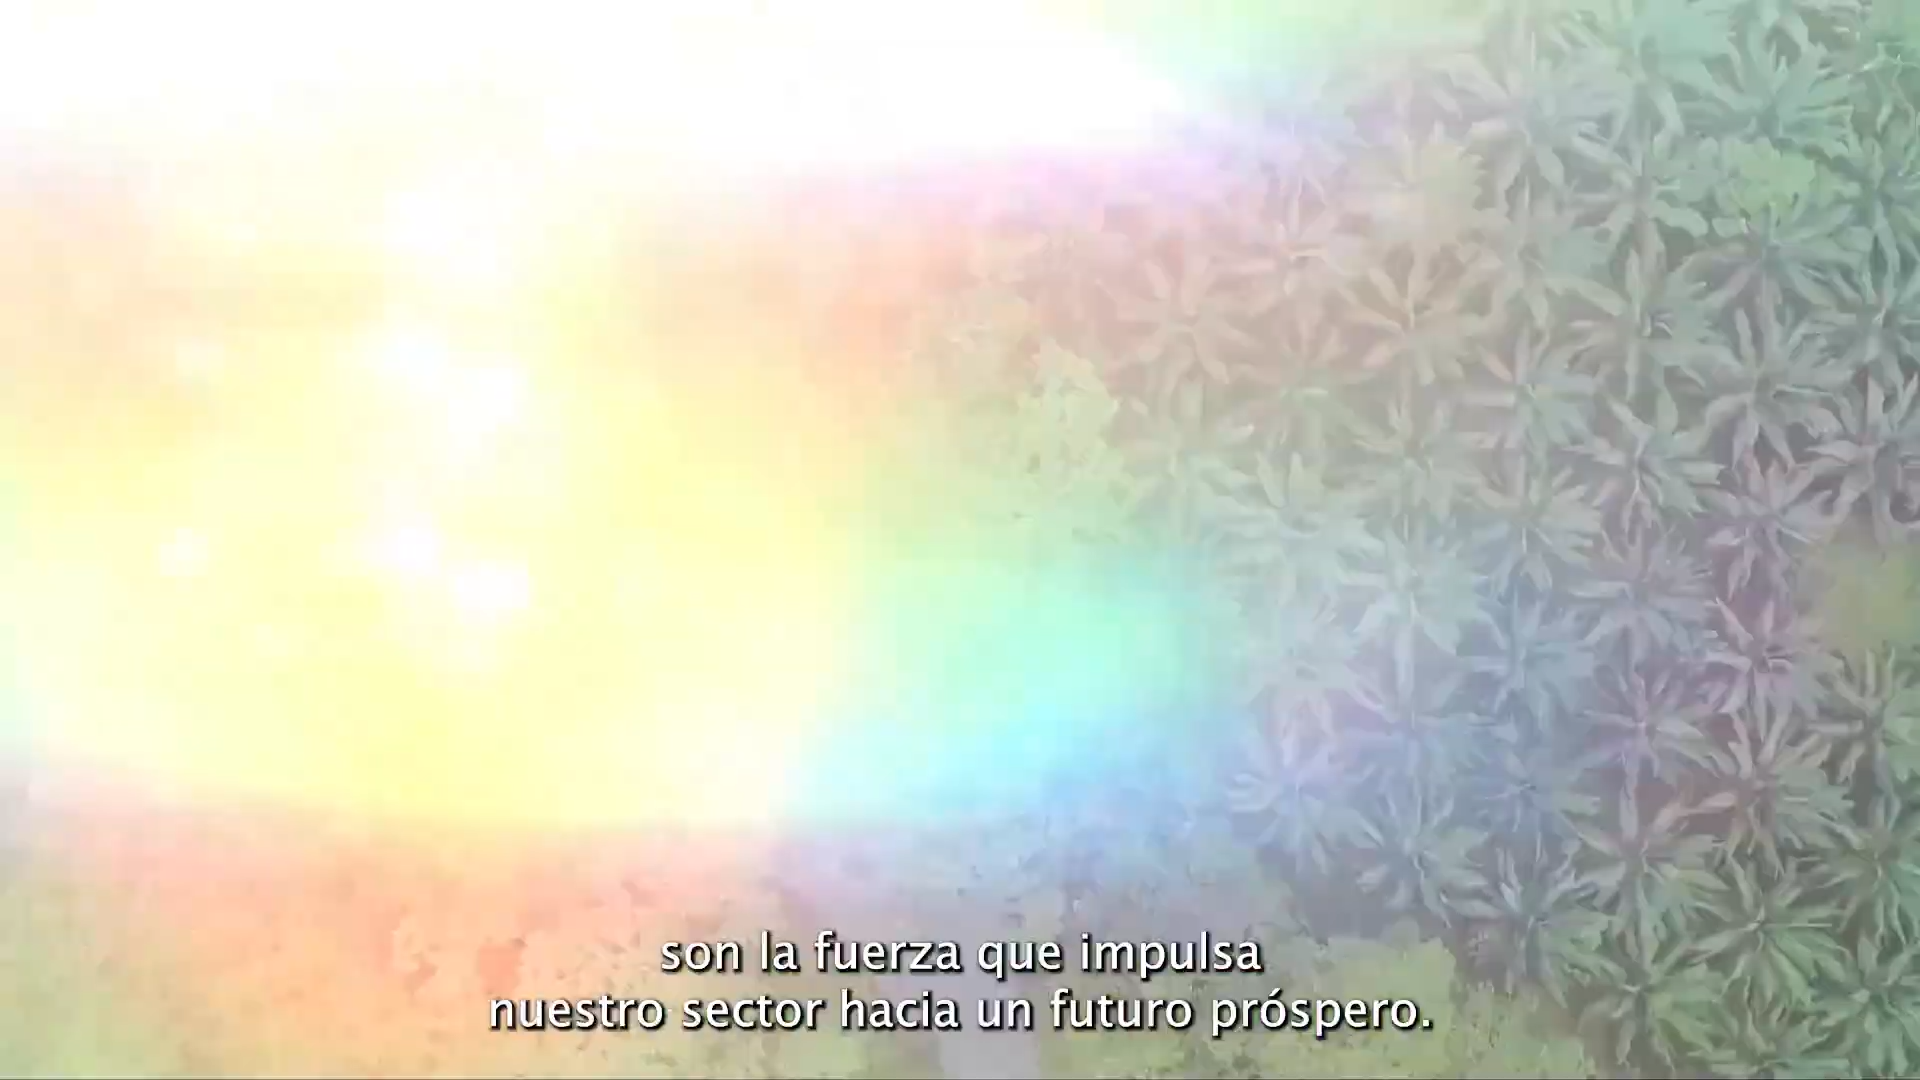 son la fuerza que impulsa
nuestro sector hacia un futuro próspero.